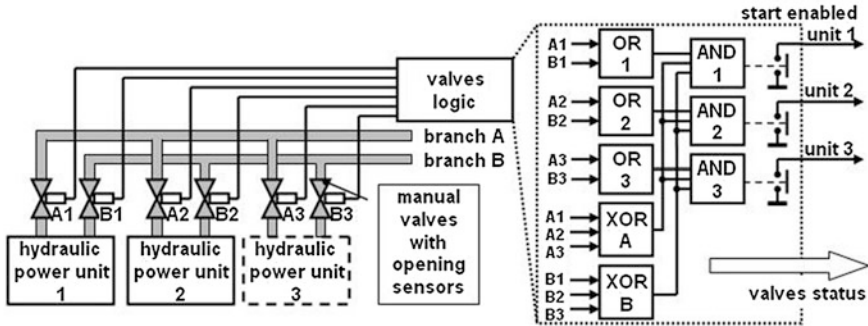 start enabled
unit 1
unit 2
unit 3
valves
logic
branch A
branch B
A1
B1
A2
B2
A3
B3
manual
valves
with
opening
sensors
hydraulic
power unit
1
hydraulic
power unit
2
hydraulic
power unit
3
A1
B1
OR
1
AND
1
A2
B2
OR
2
AND
2
A3
B3
OR
3
AND
3
A1
A2
A3
XOR
A
B1
B2
B3
XOR
B
valves status